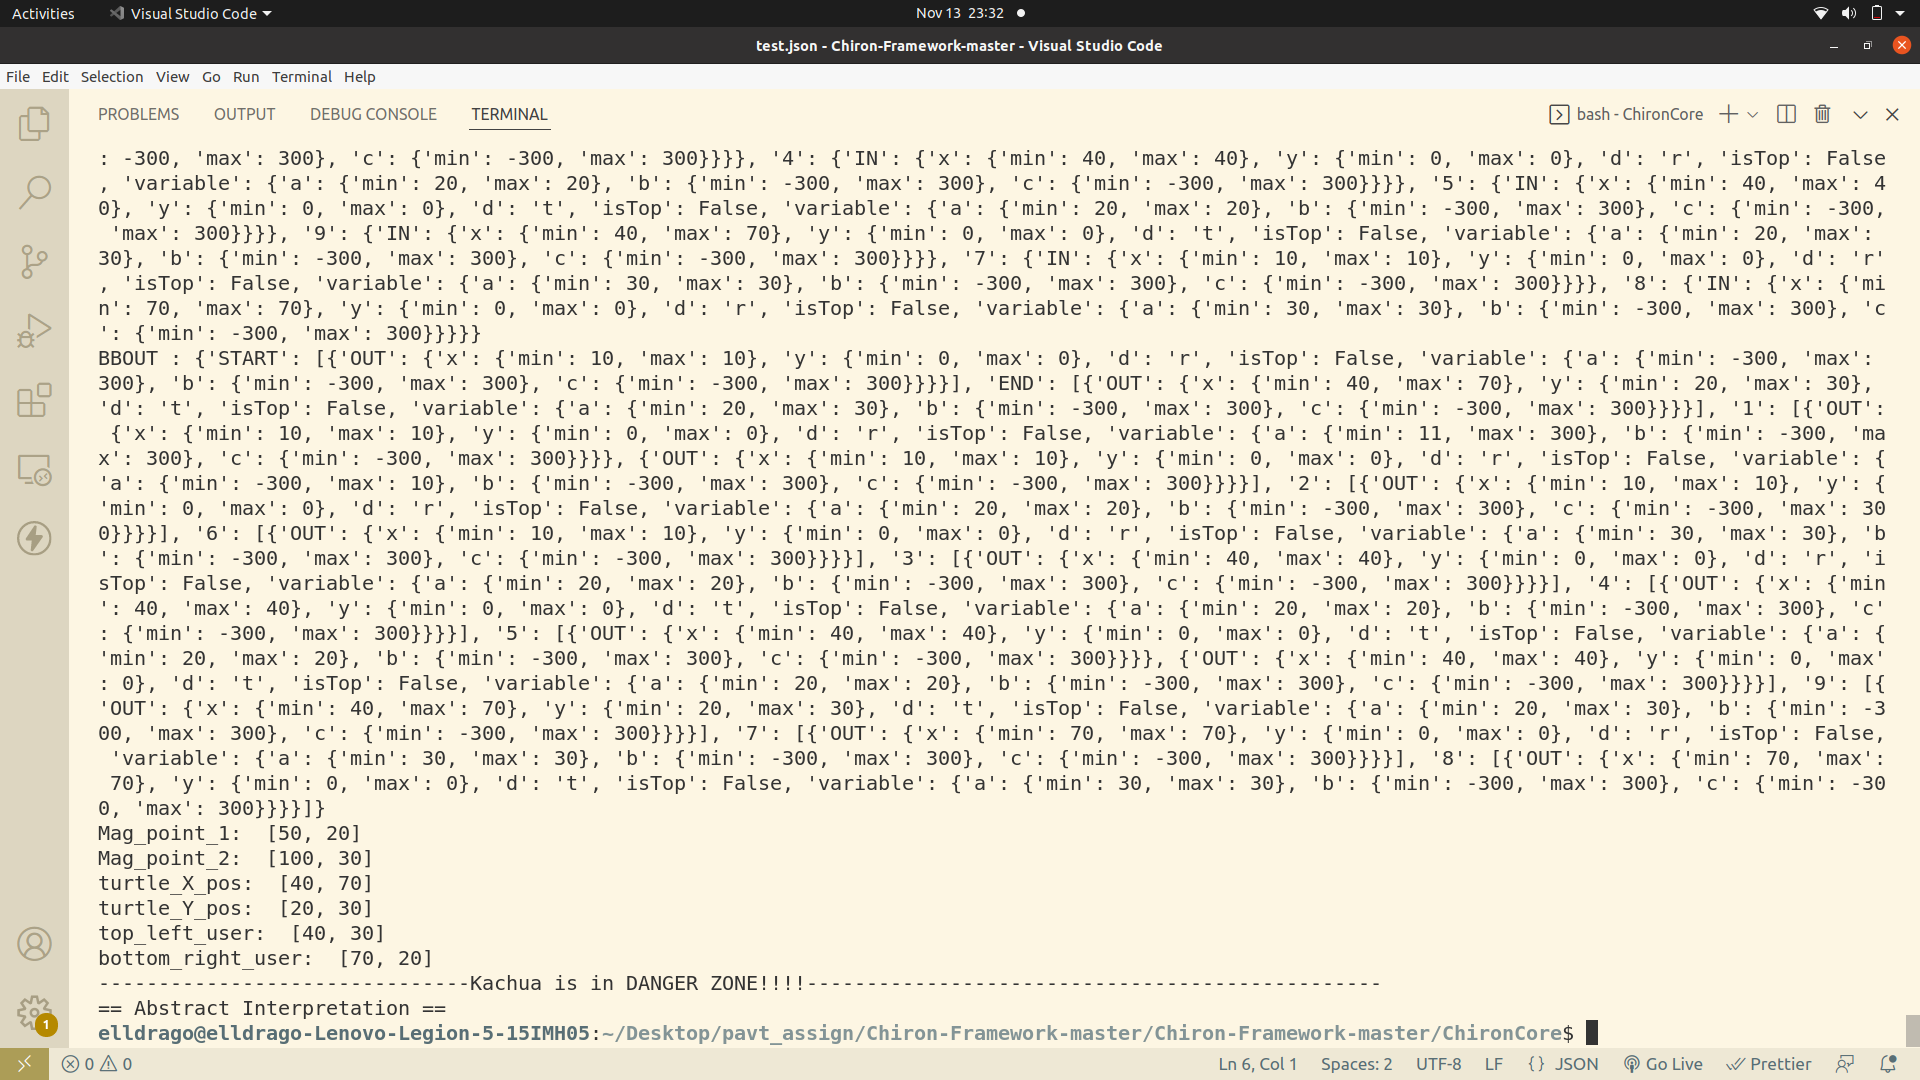 Activities
Visual Studio Code
Nov 13 23:32
test.json - Chiron-Framework-master - Visual Studio Code
File Edit Selection View Go Run Terminal Help
PROBLEMS OUTPUT DEBUG CONSOLE TERMINAL
bash - ChironCore
: -300, 'max': 300}, 'c': {'min': -300, 'max': 300}}}}, '4': {'IN': {'x': {'min': 40, 'max': 40}, 'y': {'min': 0, 'max': 0}, 'd': 'r', 'isTop': False
, 'variable': {'a': {'min': 20, 'max': 20}, 'b': {'min': -300, 'max': 300}, 'c': {'min': -300, 'max': 300}}}}, '5': {'IN': {'x': {'min': 40, 'max': 4
0}, 'y': {'min': 0, 'max': 0}, 'd': 't', 'isTop': False, 'variable': {'a': {'min': 20, 'max': 20}, 'b': {'min': -300, 'max': 300}, 'c': {'min': -300,
'max': 300}}}}, '9': {'IN': {'x': {'min': 40, 'max': 70}, 'y': {'min': 0, 'max': 0}, 'd': 't', 'isTop': False, 'variable': {'a': {'min': 20, 'max':
30}, 'b': {'min': -300, 'max': 300}, 'c': {'min': -300, 'max': 300}}}}, '7': {'IN': {'x': {'min': 10, 'max': 10}, 'y': {'min': 0, 'max': 0}, 'd': 'r'
, 'isTop': False, 'variable': {'a': {'min': 30, 'max': 30}, 'b': {'min': -300, 'max': 300}, 'c': {'min': -300, 'max': 300}}}}, '8': {'IN': {'x': {'mi
n': 70, 'max': 70}, 'y': {'min': 0, 'max': 0}, 'd': 'r', 'isTop': False, 'variable': {'a': {'min': 30, 'max': 30}, 'b': {'min': -300, 'max': 300}, 'c
': {'min': -300, 'max': 300}}}}}
BBOUT : {'START': [{'OUT': {'x': {'min': 10, 'max': 10}, 'y': {'min': 0, 'max': 0}, 'd': 'r', 'isTop': False, 'variable': {'a': {'min': -300, 'max':
300}, 'b': {'min': -300, 'max': 300}, 'c': {'min': -300, 'max': 300}}}}], 'END': [{'OUT': {'x': {'min': 40, 'max': 70}, 'y': {'min': 20, 'max': 30},
'd': 't', 'isTop': False, 'variable': {'a': {'min': 20, 'max': 30}, 'b': {'min': -300, 'max': 300}, 'c': {'min': -300, 'max': 300}}}}], '1': [{'OUT':
{'x': {'min': 10, 'max': 10}, 'y': {'min': 0, 'max': 0}, 'd': 'r', 'isTop': False, 'variable': {'a': {'min': 11, 'max': 300}, 'b': {'min': -300, 'ma
x': 300}, 'c': {'min': -300, 'max': 300}}}}, {'OUT': {'x': {'min': 10, 'max': 10}, 'y': {'min': 0, 'max': 0}, 'd': 'r', 'isTop': False, 'variable': {
'a': {'min': -300, 'max': 10}, 'b': {'min': -300, 'max': 300}, 'c': {'min': -300, 'max': 300}}}}], '2': [{'OUT': {'x': {'min': 10, 'max': 10}, 'y': {
'min': 0, 'max': 0}, 'd': 'r', 'isTop': False, 'variable': {'a': {'min': 20, 'max': 20}, 'b': {'min': -300, 'max': 300}, 'c': {'min': -300, 'max': 30
0}}}}], '6': [{'OUT': {'x': {'min': 10, 'max': 10}, 'y': {'min': 0, 'max': 0}, 'd': 'r', 'isTop': False, 'variable': {'a': {'min': 30, 'max': 30}, 'b
': {'min': -300, 'max': 300}, 'c': {'min': -300, 'max': 300}}}}], '3': [{'OUT': {'x': {'min': 40, 'max': 40}, 'y': {'min': 0, 'max': 0}, 'd': 'r', 'i
sTop': False, 'variable': {'a': {'min': 20, 'max': 20}, 'b': {'min': -300, 'max': 300}, 'c': {'min': -300, 'max': 300}}}}], '4': [{'OUT': {'x': {'min
': 40, 'max': 40}, 'y': {'min': 0, 'max': 0}, 'd': 't', 'isTop': False, 'variable': {'a': {'min': 20, 'max': 20}, 'b': {'min': -300, 'max': 300}, 'c'
: {'min': -300, 'max': 300}}}}], '5': [{'OUT': {'x': {'min': 40, 'max': 40}, 'y': {'min': 0, 'max': 0}, 'd': 't', 'isTop': False, 'variable': {'a': {
'min': 20, 'max': 20}, 'b': {'min': -300, 'max': 300}, 'c': {'min': -300, 'max': 300}}}}, {'OUT': {'x': {'min': 40, 'max': 40}, 'y': {'min': 0, 'max'
: 0}, 'd': 't', 'isTop': False, 'variable': {'a': {'min': 20, 'max': 20}, 'b': {'min': -300, 'max': 300}, 'c': {'min': -300, 'max': 300}}}}], '9': [{
'OUT': {'x': {'min': 40, 'max': 70}, 'y': {'min': 20, 'max': 30}, 'd': 't', 'isTop': False, 'variable': {'a': {'min': 20, 'max': 30}, 'b': {'min': -3
00, 'max': 300}, 'c': {'min': -300, 'max': 300}}}}], '7': [{'OUT': {'x': {'min': 70, 'max': 70}, 'y': {'min': 0, 'max': 0}, 'd': 'r', 'isTop': False,
'variable': {'a': {'min': 30, 'max': 30}, 'b': {'min': -300, 'max': 300}, 'c': {'min': -300, 'max': 300}}}}], '8': [{'OUT': {'x': {'min': 70, 'max':
70}, 'y': {'min': 0, 'max': 0}, 'd': 't', 'isTop': False, 'variable': {'a': {'min': 30, 'max': 30}, 'b': {'min': -300, 'max': 300}, 'c': {'min': -30
0, 'max': 300}}}}]}
Mag_point_1:  [50, 20]
Mag_point_2:  [100, 30]
turtle_X_pos:  [40, 70]
turtle_Y_pos:  [20, 30]
top_left_user:  [40, 30]
bottom_right_user:  [70, 20]
-------------------------------Kachua is in DANGER ZONE!!!!------------------------------------------------
== Abstract Interpretation ==
elldrago@elldrago-Lenovo-Legion-5-15IMH05:~/Desktop/pavt_assign/Chiron-Framework-master/Chiron-Framework-master/ChironCore$
1
0 0
Ln 6, Col 1 Spaces: 2 UTF-8 LF {} JSON Go Live Prettier